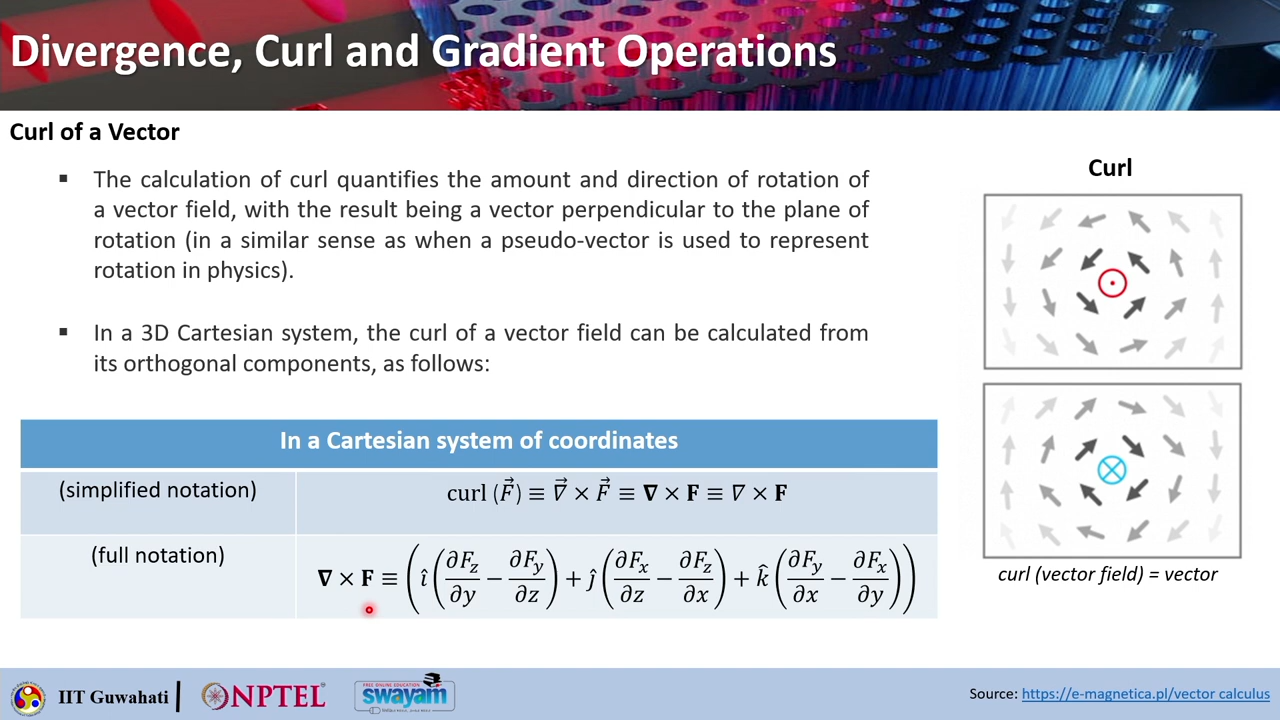 Divergence, Curl and Gradient Operations
Curl of a Vector
▪ The calculation of curl quantifies the amount and direction of rotation of
a vector field, with the result being a vector perpendicular to the plane of
rotation (in a similar sense as when a pseudo-vector is used to represent
rotation in physics).
▪ In a 3D Cartesian system, the curl of a vector field can be calculated from
its orthogonal components, as follows:
In a Cartesian system of coordinates
(simplified notation) curl (F⃗) ≡ ∇⃗ × F⃗ ≡ 𝛁 × 𝐅 ≡ ∇ × 𝐅
(full notation) 𝛁 × 𝐅 ≡ (î (∂F_z/∂y − ∂F_y/∂z) + ĵ (∂F_x/∂z − ∂F_z/∂x) + k̂ (∂F_y/∂x − ∂F_x/∂y))
Curl
curl (vector field) = vector
IIT Guwahati
NPTEL
FREE ONLINE EDUCATION
swayam
Source: https://e-magnetica.pl/vector calculus